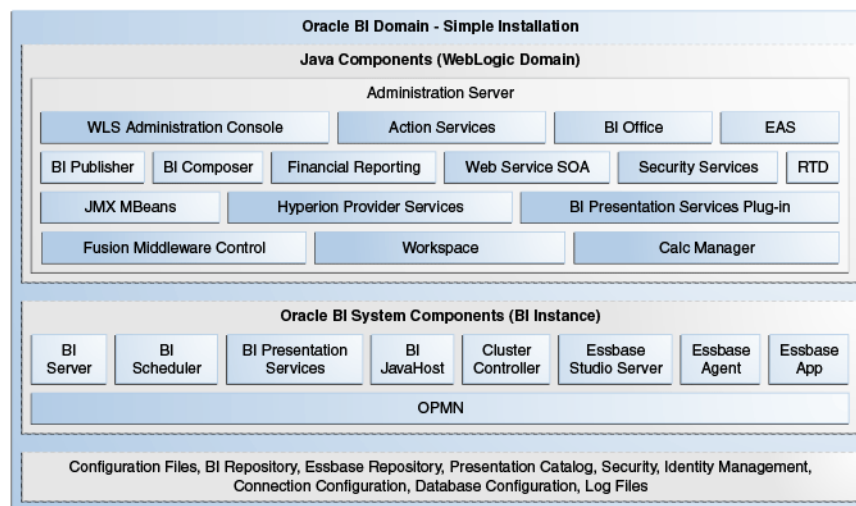 Oracle BI Domain - Simple Installation
Java Components (WebLogic Domain)
Administration Server
WLS Administration Console
Action Services
BI Office
EAS
BI Publisher
BI Composer
Financial Reporting
Web Service SOA
Security Services
RTD
JMX MBeans
Hyperion Provider Services
BI Presentation Services Plug-in
Fusion Middleware Control
Workspace
Calc Manager
Oracle BI System Components (BI Instance)
BI
Server
BI
Scheduler
BI Presentation
Services
BI
JavaHost
Cluster
Controller
Essbase
Studio Server
Essbase
Agent
Essbase
App
OPMN
Configuration Files, BI Repository, Essbase Repository, Presentation Catalog, Security, Identity Management,
Connection Configuration, Database Configuration, Log Files